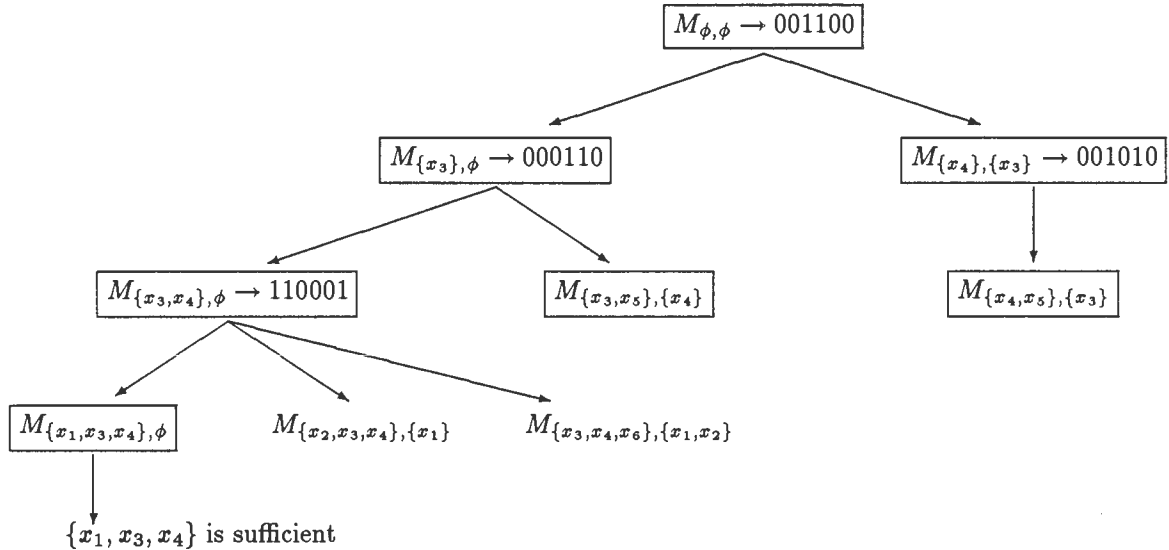 M_{ϕ,ϕ} → 001100
M_{{x_3},ϕ} → 000110
M_{{x_4},{x_3}} → 001010
M_{{x_3,x_4},ϕ} → 110001
M_{{x_3,x_5},{x_4}}
M_{{x_4,x_5},{x_3}}
M_{{x_1,x_3,x_4},ϕ}
M_{{x_2,x_3,x_4},{x_1}}
M_{{x_3,x_4,x_6},{x_1,x_2}}
{x_1, x_3, x_4} is sufficient